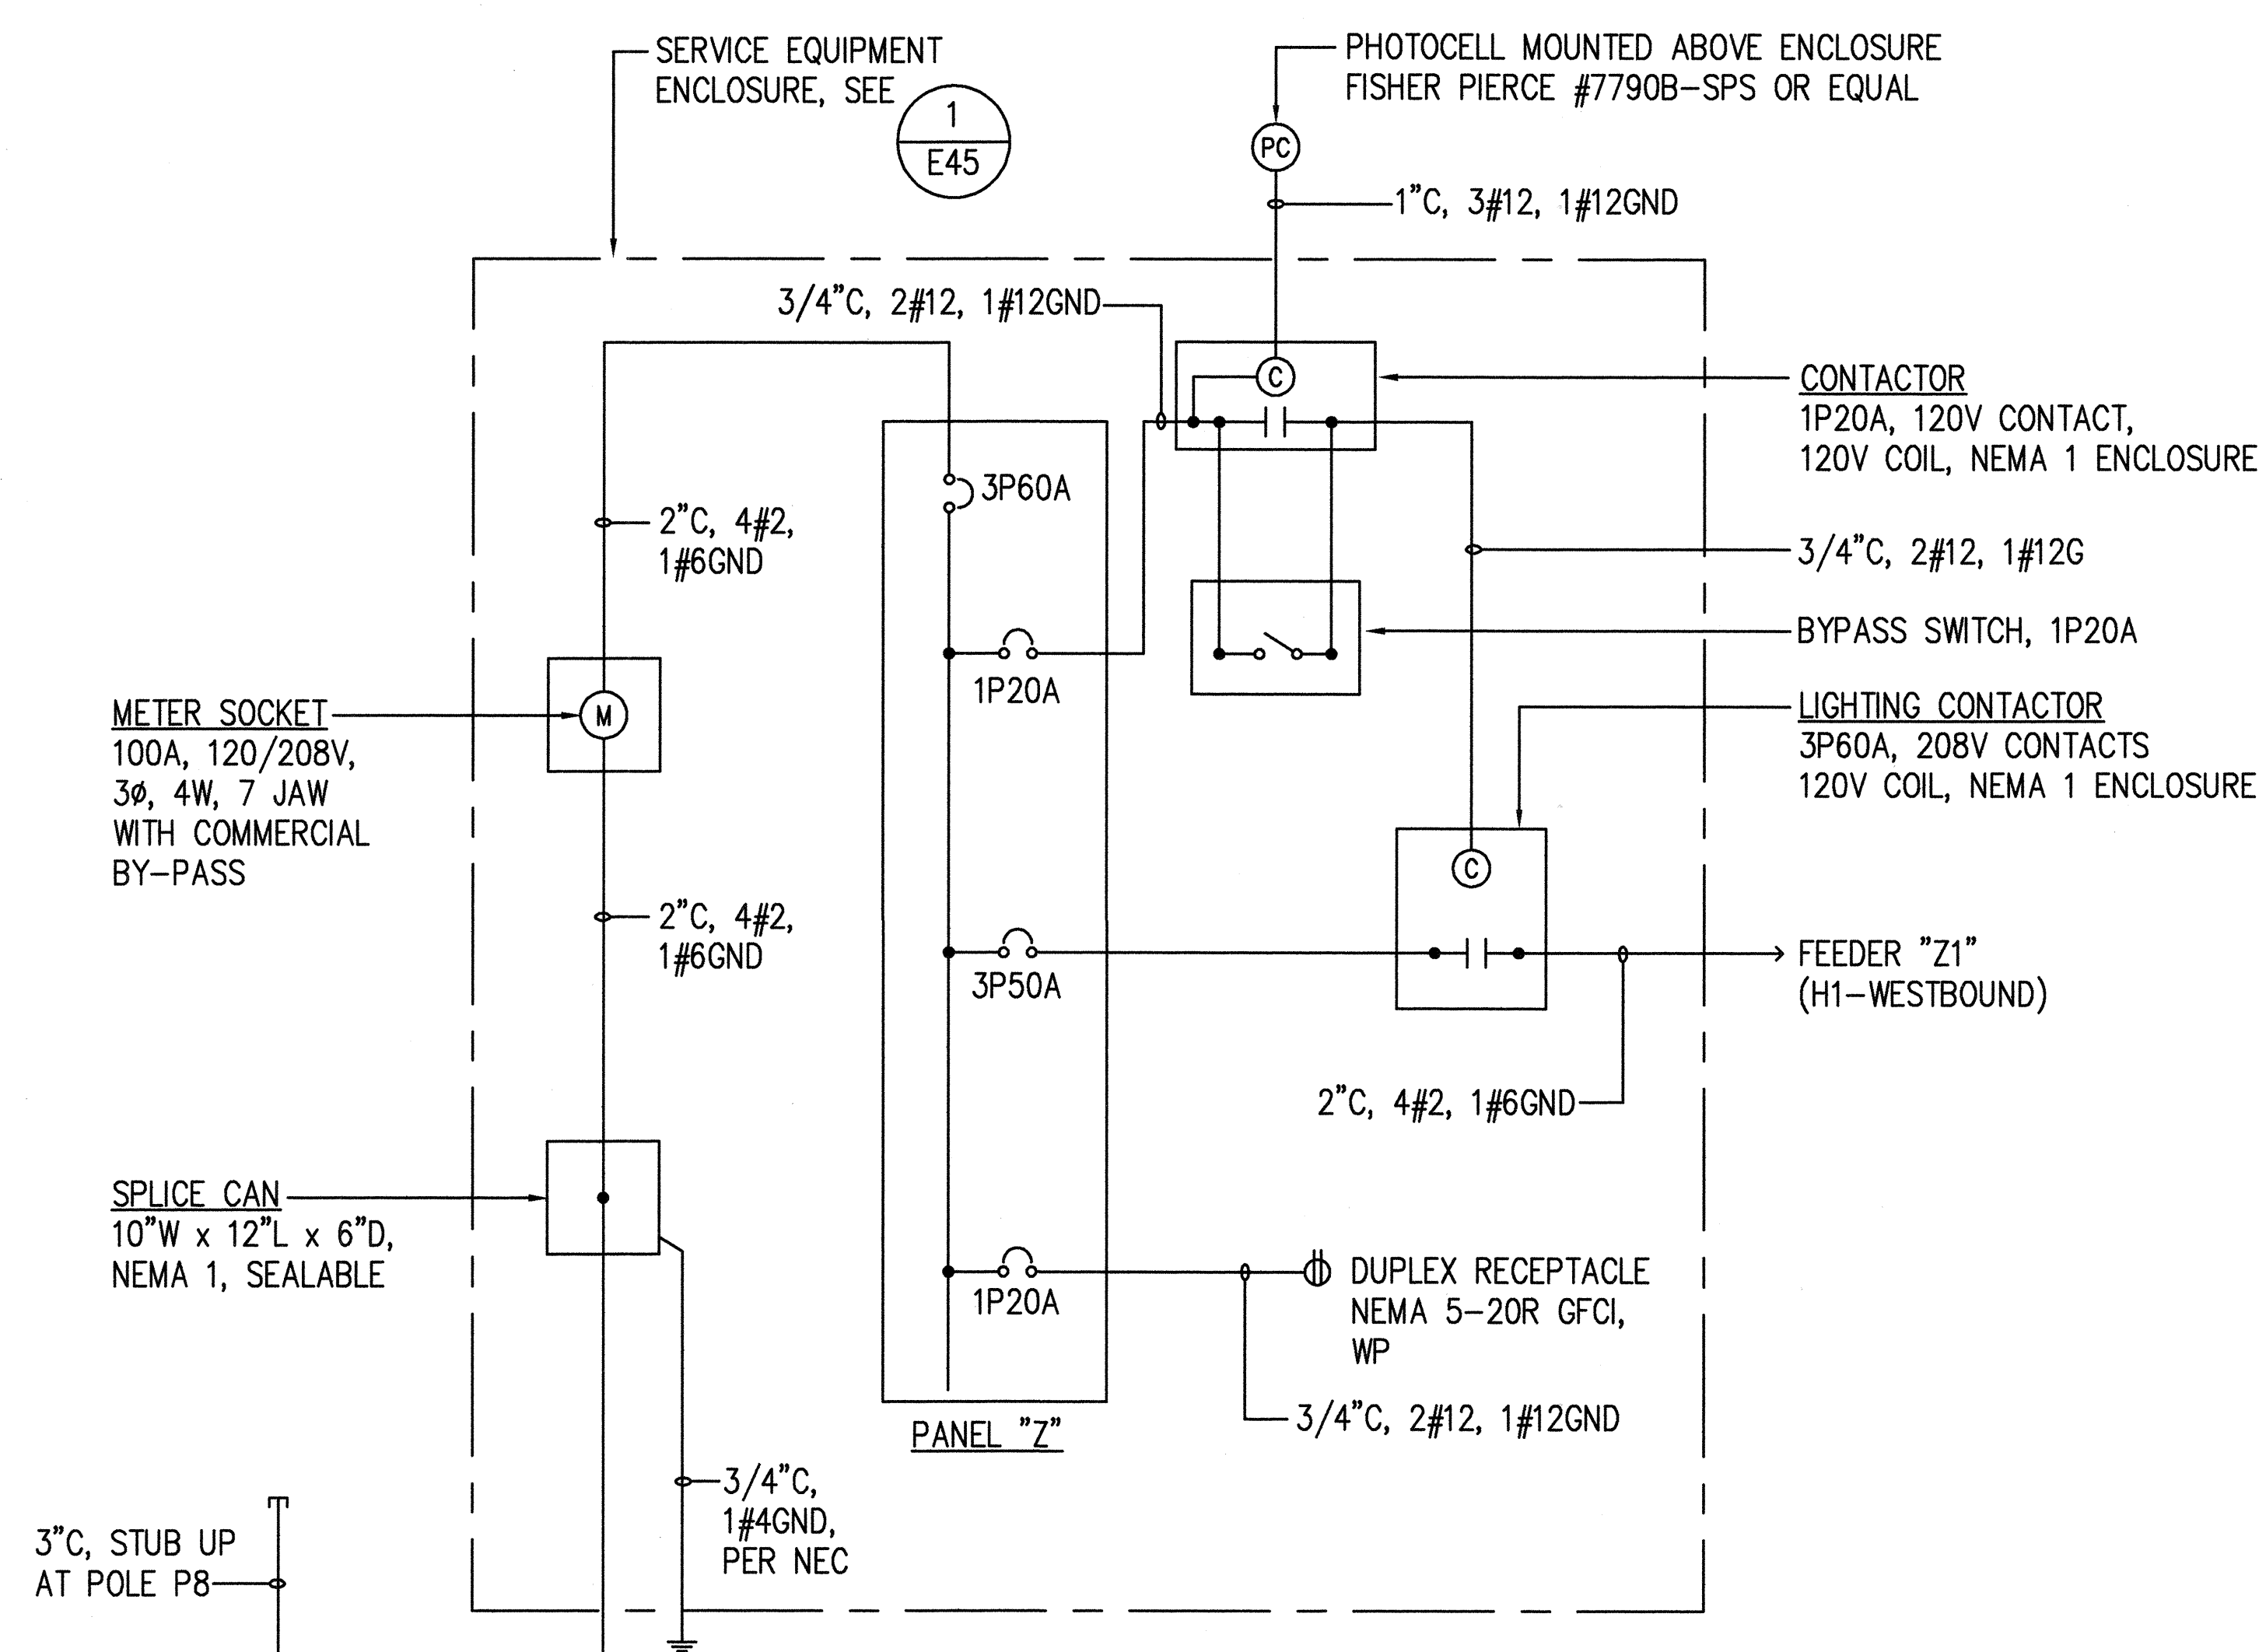 SERVICE EQUIPMENT
ENCLOSURE, SEE
1
E45
PHOTOCELL MOUNTED ABOVE ENCLOSURE
FISHER PIERCE #7790B-SPS OR EQUAL
PC
1"C, 3#12, 1#12GND
3/4"C, 2#12, 1#12GND
C
CONTACTOR
1P20A, 120V CONTACT,
120V COIL, NEMA 1 ENCLOSURE
3P60A
2"C, 4#2,
1#6GND
3/4"C, 2#12, 1#12G
BYPASS SWITCH, 1P20A
1P20A
METER SOCKET
100A, 120/208V,
3ø, 4W, 7 JAW
WITH COMMERCIAL
BY-PASS
M
LIGHTING CONTACTOR
3P60A, 208V CONTACTS
120V COIL, NEMA 1 ENCLOSURE
C
2"C, 4#2,
1#6GND
3P50A
FEEDER "Z1"
(H1-WESTBOUND)
2"C, 4#2, 1#6GND
SPLICE CAN
10"W x 12"L x 6"D,
NEMA 1, SEALABLE
1P20A
DUPLEX RECEPTACLE
NEMA 5-20R GFCI,
WP
3/4"C, 2#12, 1#12GND
PANEL "Z"
3/4"C,
1#4GND,
PER NEC
3"C, STUB UP
AT POLE P8